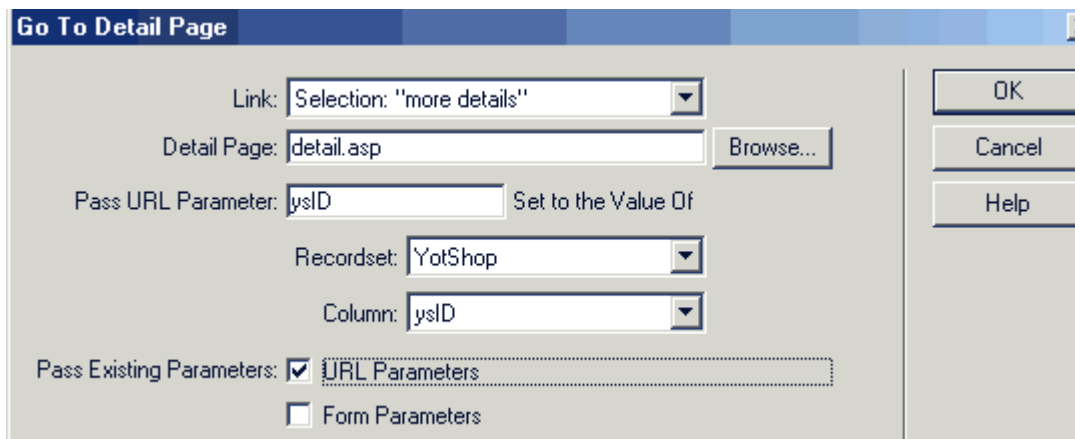 Go To Detail Page
Link: Selection: "more details"
OK
Detail Page: detail.asp Browse...
Cancel
Pass URL Parameter: ysID Set to the Value Of
Help
Recordset: YotShop
Column: ysID
Pass Existing Parameters: URL Parameters
Form Parameters